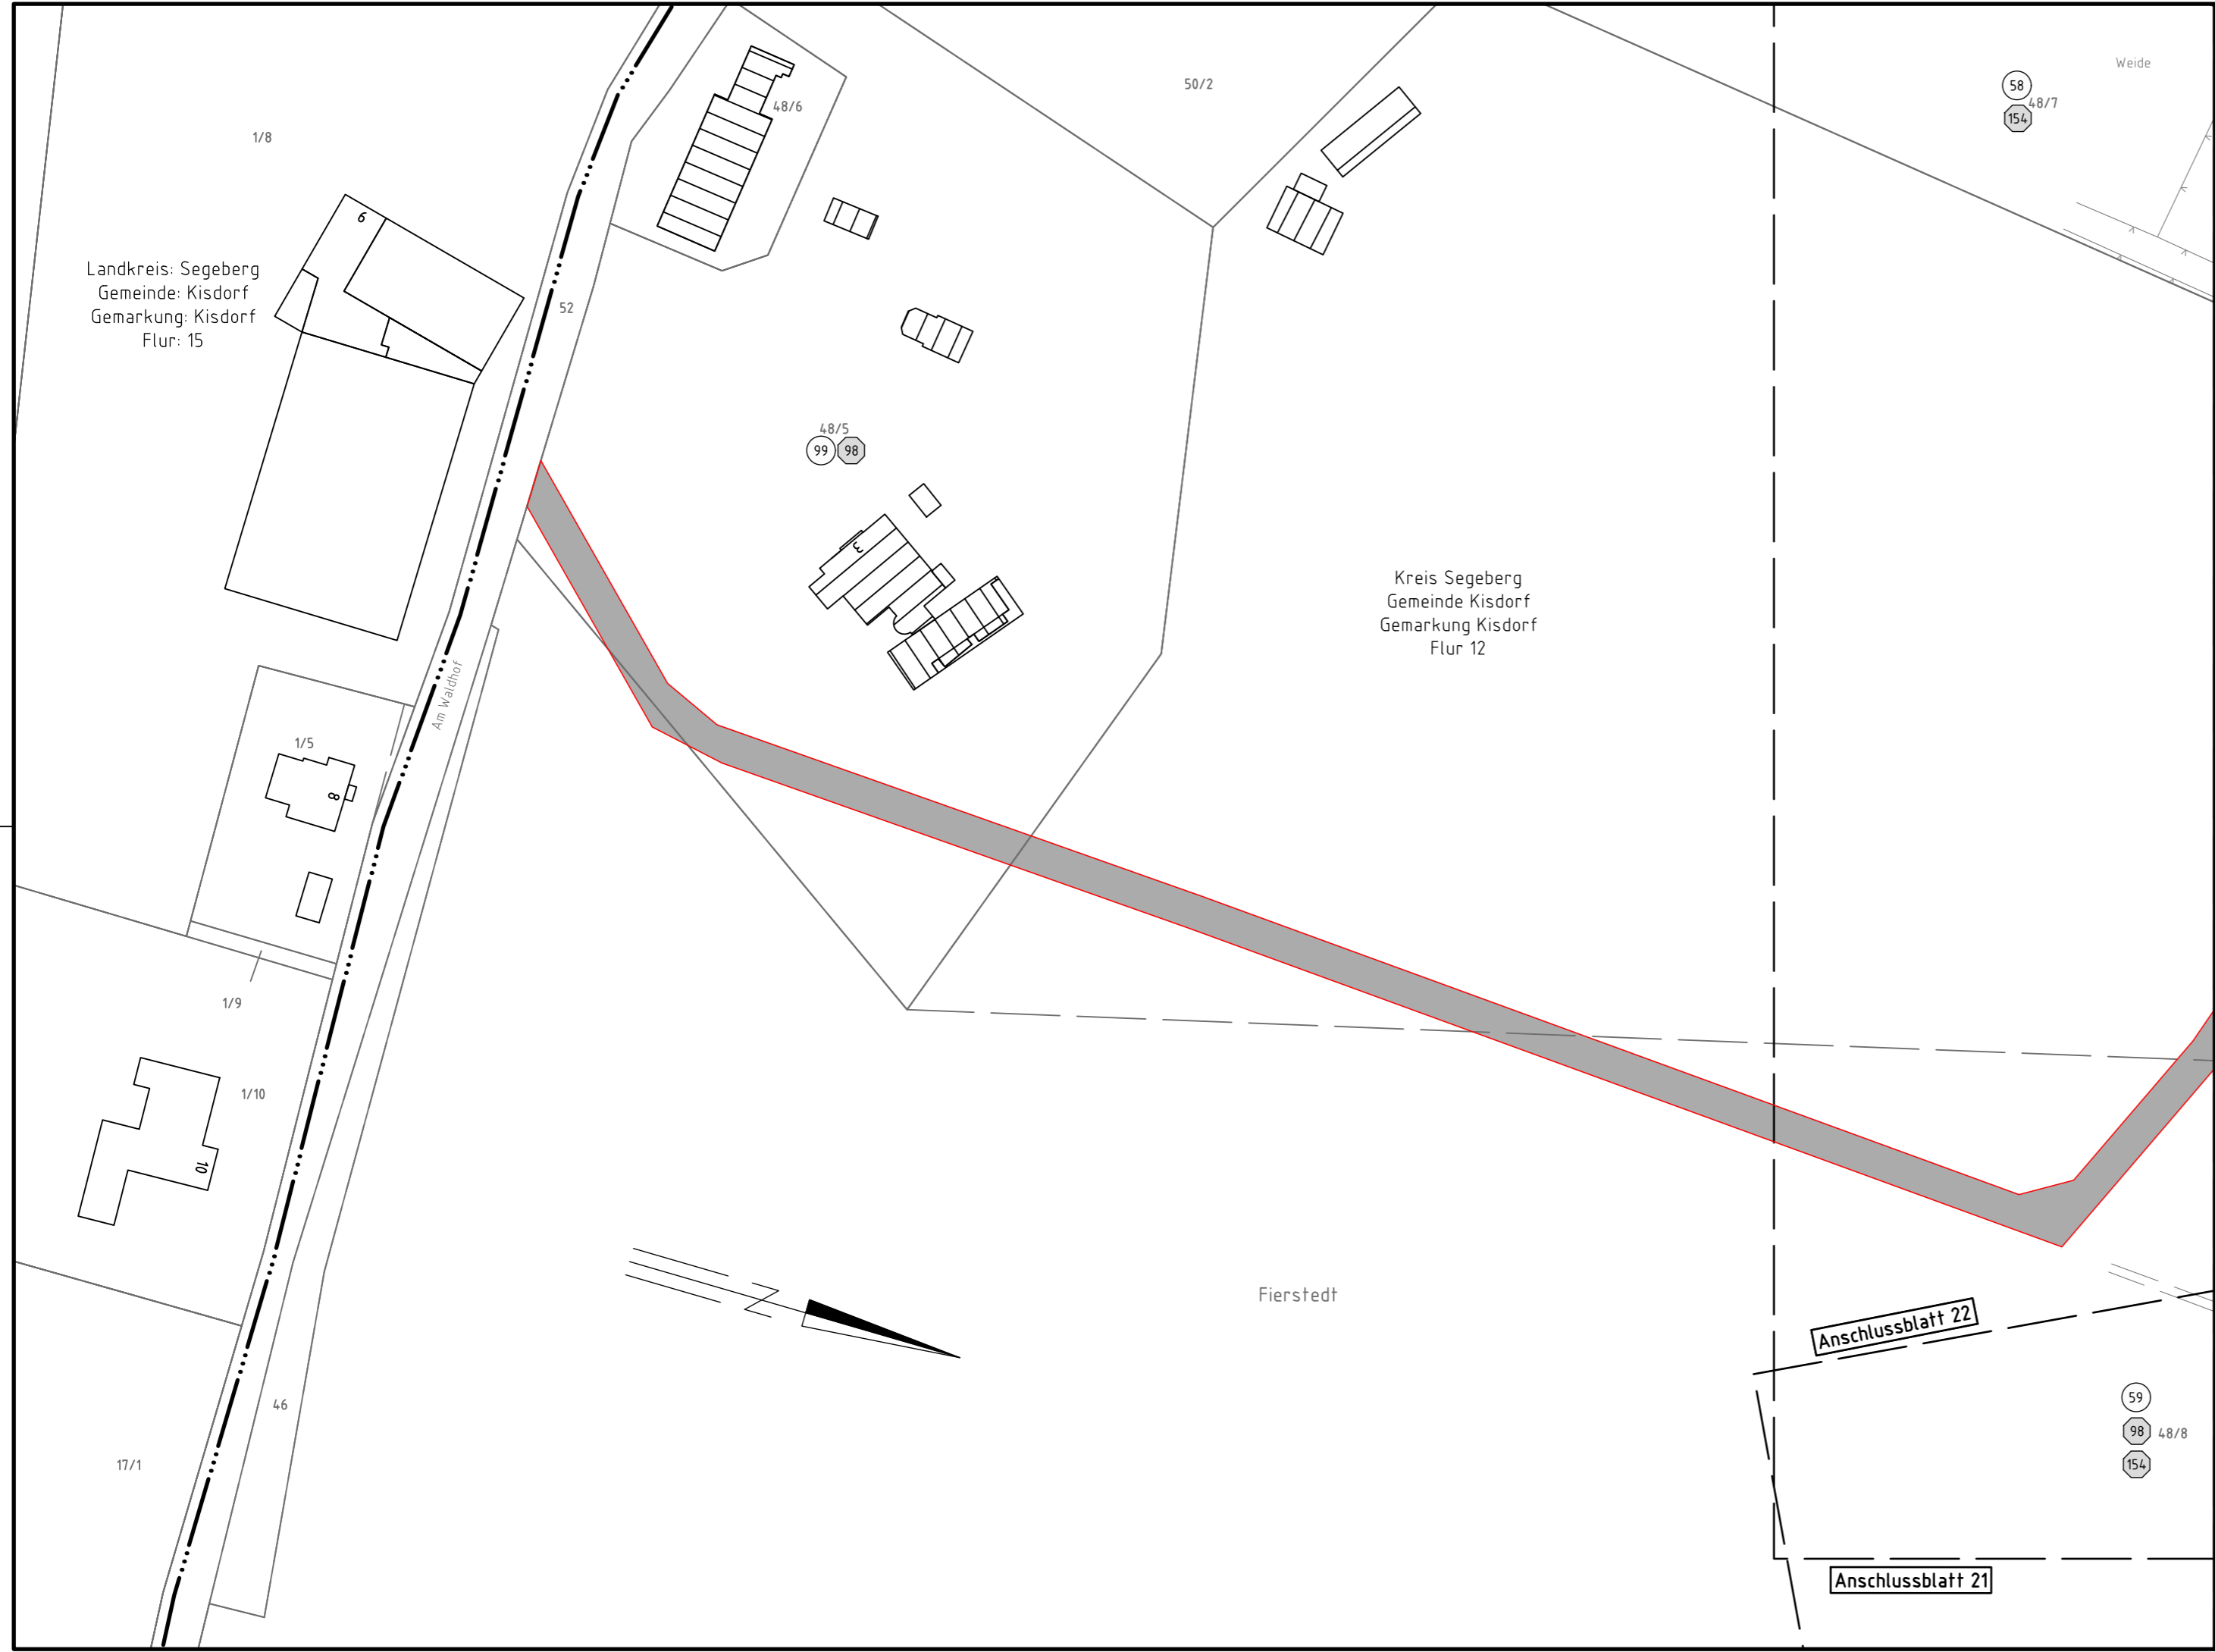 Weide
58
48/7
154
50/2
48/6
1/8
6
Landkreis: Segeberg
Gemeinde: Kisdorf
Gemarkung: Kisdorf
Flur: 15
52
48/5
99 98
3
Kreis Segeberg
Gemeinde Kisdorf
Gemarkung Kisdorf
Flur 12
Am Waldhof
1/5
8
1/9
1/10
10
Fierstedt
Anschlussblatt 22
59
98 48/8
154
46
17/1
Anschlussblatt 21